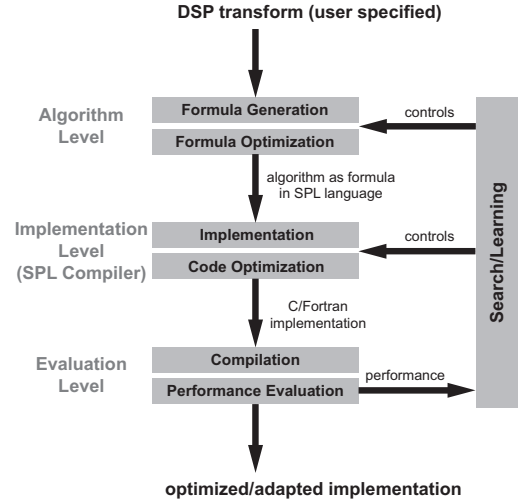 DSP transform (user specified)
Algorithm
Level
Formula Generation
Formula Optimization
controls
algorithm as formula
in SPL language
Implementation
Level
(SPL Compiler)
Implementation
Code Optimization
controls
Search/Learning
C/Fortran
implementation
Evaluation
Level
Compilation
Performance Evaluation
performance
optimized/adapted implementation